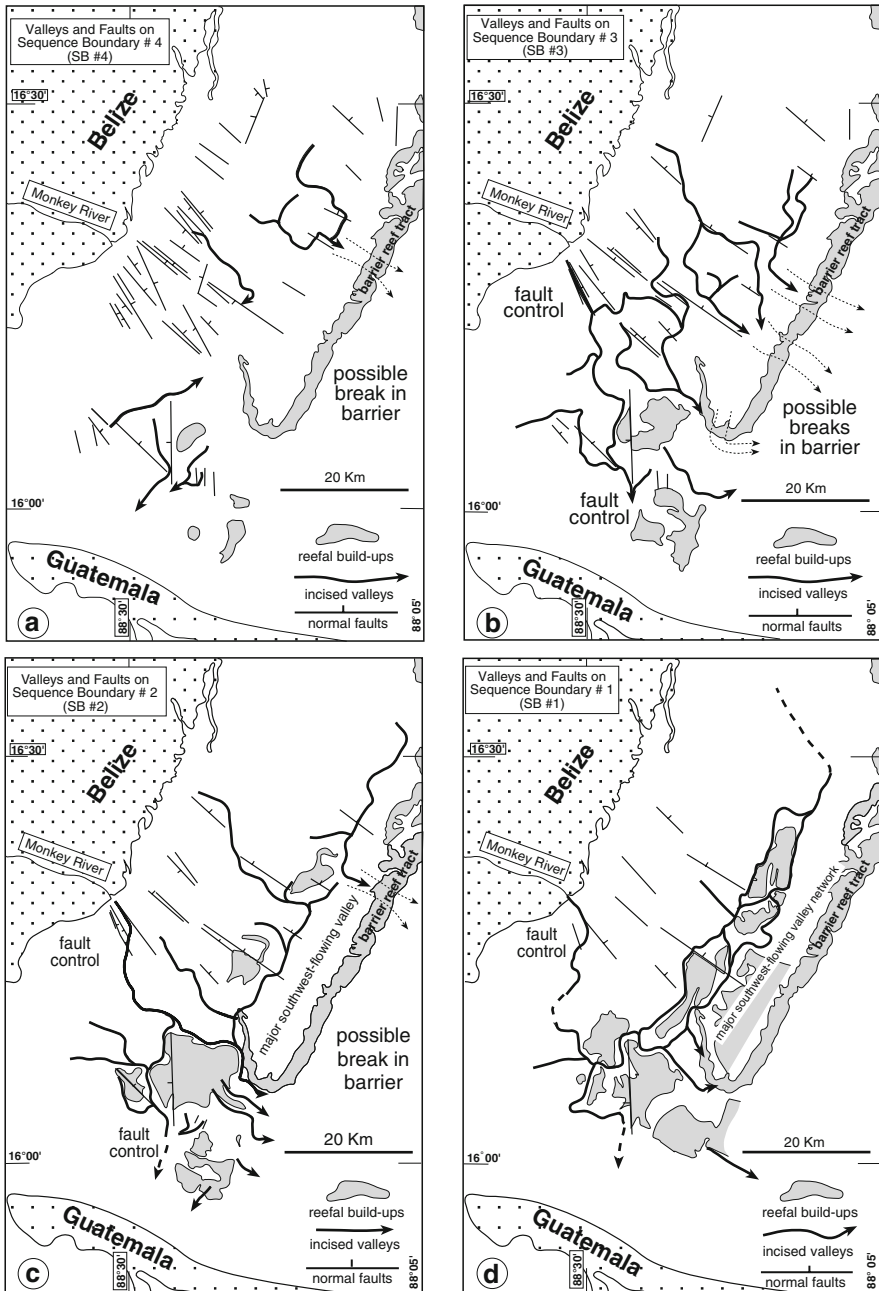 Valleys and Faults on
Sequence Boundary # 4
(SB #4)
16°30'
Belize
Monkey River
barrier reef tract
possible
break in
barrier
20 Km
16°00'
reefal build-ups
incised valleys
normal faults
Guatemala
88°30'
88°05'
a
Valleys and Faults on
Sequence Boundary # 3
(SB #3)
16°30'
Belize
Monkey River
fault
control
barrier reef tract
possible
breaks
in barrier
20 Km
16°00'
fault
control
reefal build-ups
incised valleys
normal faults
Guatemala
88°30'
88° 05'
b
Valleys and Faults on
Sequence Boundary # 2
(SB #2)
16°30'
Belize
Monkey River
fault
control
barrier reef tract
major southwest-flowing valley
possible
break in
barrier
fault
control
20 Km
16°00'
reefal build-ups
incised valleys
normal faults
Guatemala
88°30'
88°05'
c
Valleys and Faults on
Sequence Boundary # 1
(SB #1)
16°30'
Belize
Monkey River
fault
control
barrier reef tract
major southwest-flowing valley network
20 Km
16°00'
reefal build-ups
incised valleys
normal faults
Guatemala
88°30'
88°05'
d